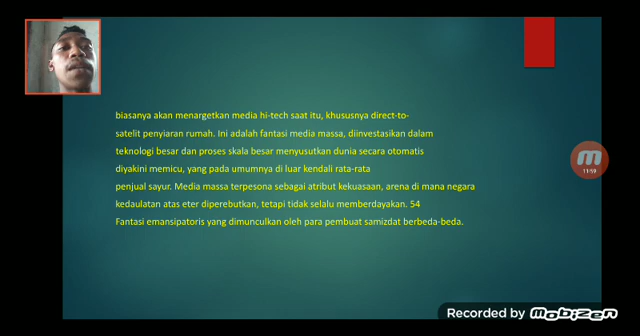 biasanya akan menargetkan media hi-tech saat itu, khususnya direct-to-
satelit penyiaran rumah. Ini adalah fantasi media massa, diinvestasikan dalam
teknologi besar dan proses skala besar menyusutkan dunia secara otomatis
diyakini memicu, yang pada umumnya di luar kendali rata-rata
penjual sayur. Media massa terpesona sebagai atribut kekuasaan, arena di mana negara
kedaulatan atas eter diperebutkan, tetapi tidak selalu memberdayakan. 54
Fantasi emansipatoris yang dimunculkan oleh para pembuat samizdat berbeda-beda.
11:59
Recorded by Mobizen